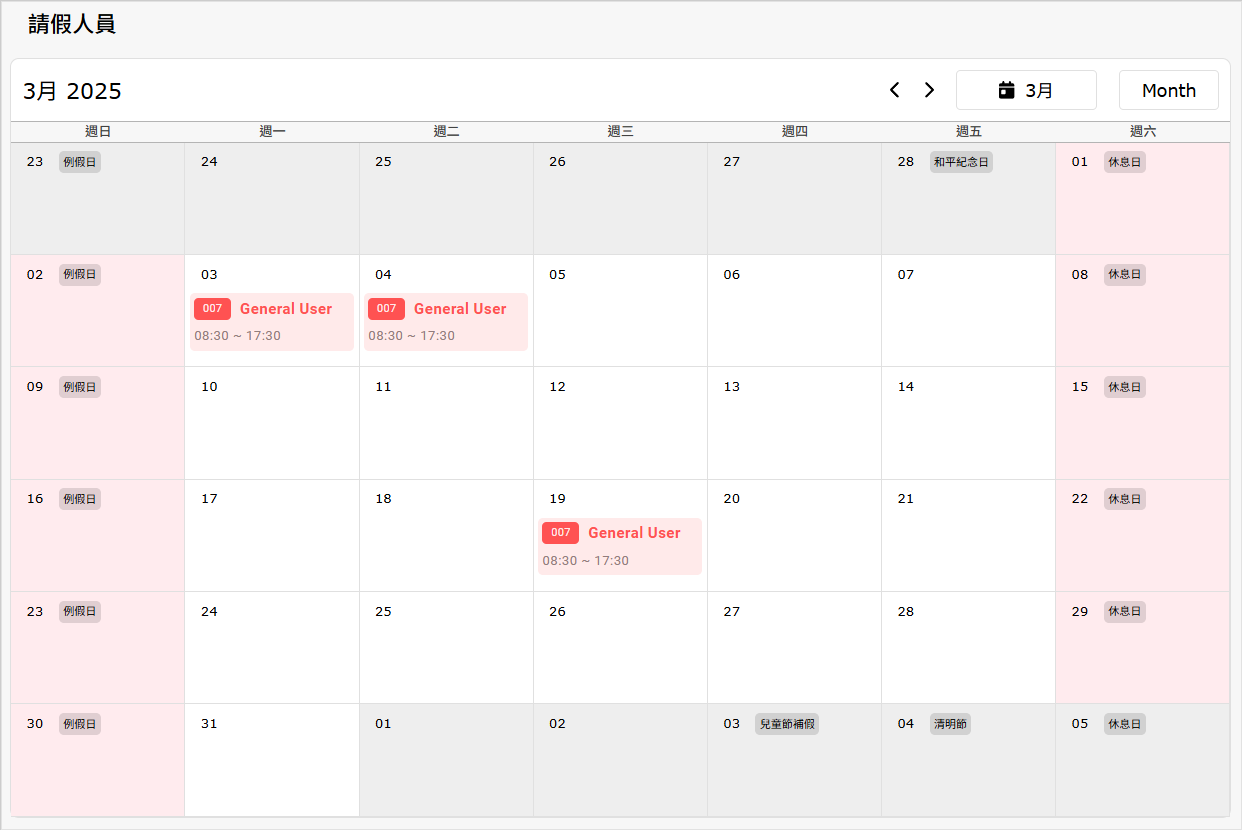 請假人員
3月 2025 3月 Month
週日 週一 週二 週三 週四 週五 週六
23 例假日 24 25 26 27 28 和平紀念日 01 休息日
02 例假日 03 04 05 06 07 08 休息日
007 General User 007 General User
08:30 ~ 17:30 08:30 ~ 17:30
09 例假日 10 11 12 13 14 15 休息日
16 例假日 17 18 19 20 21 22 休息日
007 General User
08:30 ~ 17:30
23 例假日 24 25 26 27 28 29 休息日
30 例假日 31 01 02 03 兒童節補假 04 清明節 05 休息日